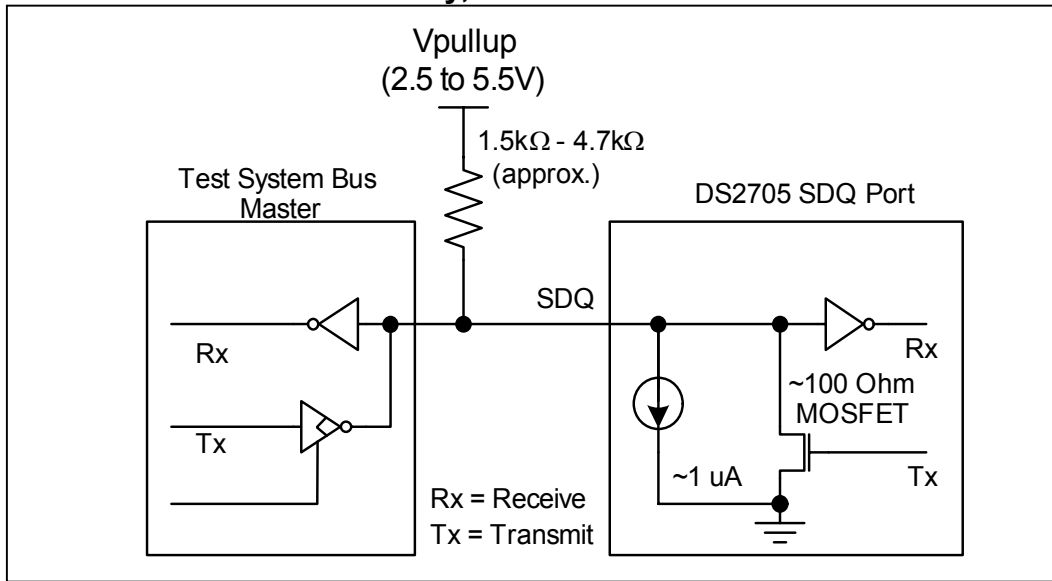 Vpullup
(2.5 to 5.5V)
1.5kΩ - 4.7kΩ
(approx.)
Test System Bus
Master
DS2705 SDQ Port
SDQ
Rx
Rx
~100 Ohm
MOSFET
Tx
~1 uA
Tx
Rx = Receive
Tx = Transmit